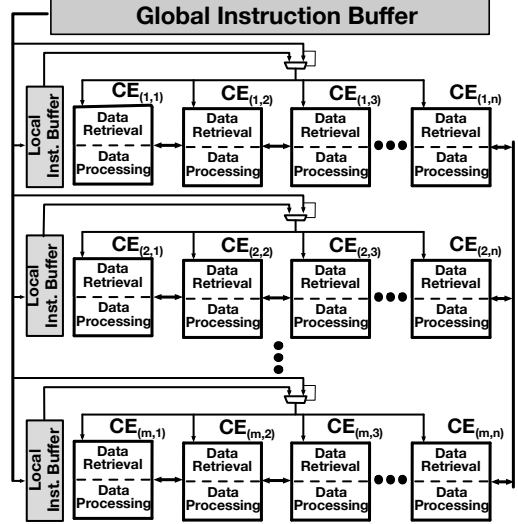 Global Instruction Buffer
Local
Inst. Buffer
CE(1,1)
Data
Retrieval
Data
Processing
CE(1,2)
Data
Retrieval
Data
Processing
CE(1,3)
Data
Retrieval
Data
Processing
CE(1,n)
Data
Retrieval
Data
Processing
Local
Inst. Buffer
CE(2,1)
Data
Retrieval
Data
Processing
CE(2,2)
Data
Retrieval
Data
Processing
CE(2,3)
Data
Retrieval
Data
Processing
CE(2,n)
Data
Retrieval
Data
Processing
Local
Inst. Buffer
CE(m,1)
Data
Retrieval
Data
Processing
CE(m,2)
Data
Retrieval
Data
Processing
CE(m,3)
Data
Retrieval
Data
Processing
CE(m,n)
Data
Retrieval
Data
Processing